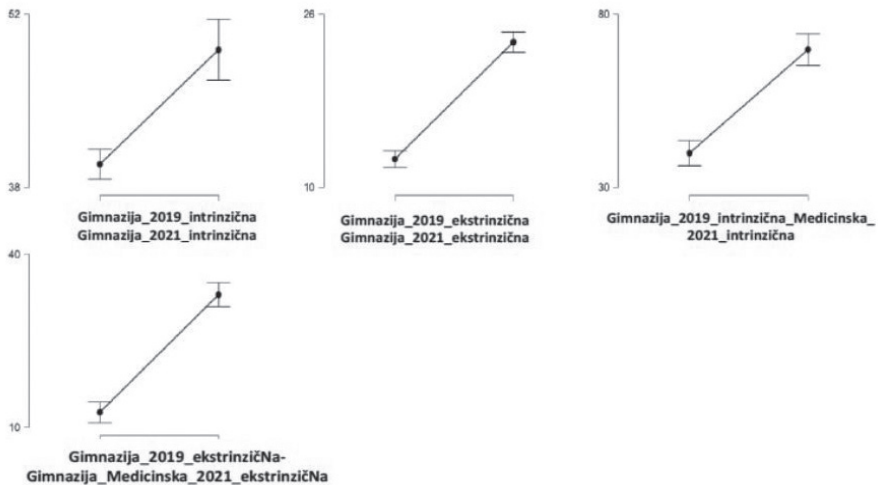 52
38
Gimnazija_2019_intrinzična
Gimnazija_2021_intrinzična
26
10
Gimnazija_2019_ekstrinzična
Gimnazija_2021_ekstrinzična
80
30
Gimnazija_2019_intrinzična_Medicinska_
2021_intrinzična
40
10
Gimnazija_2019_ekstrinzičNa-
Gimnazija_Medicinska_2021_ekstrinzičNa